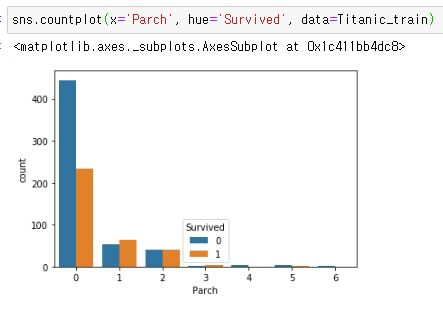 sns.countplot(x='Parch', hue='Survived', data=Titanic_train)
<matplotlib.axes._subplots.AxesSubplot at 0x1c411bb4dc8>
400
300
200
100
0
count
Survived
0
1
0 1 2 3 4 5 6
Parch